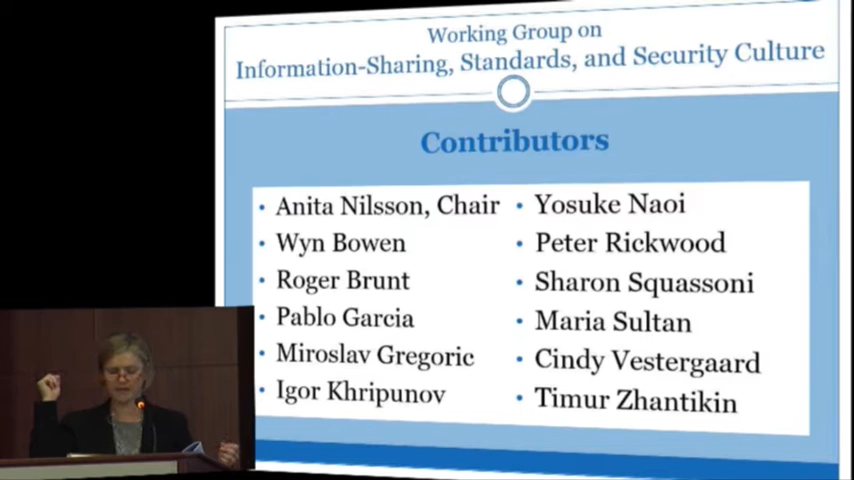 Working Group on
Information-Sharing, Standards, and Security Culture
Contributors
• Anita Nilsson, Chair
• Wyn Bowen
• Roger Brunt
• Pablo Garcia
• Miroslav Gregoric
• Igor Khripunov
• Yosuke Naoi
• Peter Rickwood
• Sharon Squassoni
• Maria Sultan
• Cindy Vestergaard
• Timur Zhantikin